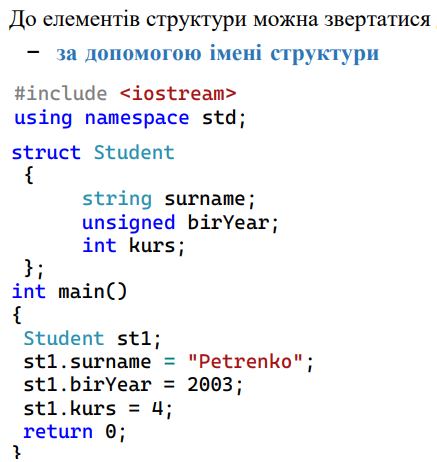 До елементів структури можна звертатися
– за допомогою імені структури
#include <iostream>
using namespace std;
struct Student
{
string surname;
unsigned birYear;
int kurs;
};
int main()
{
Student st1;
st1.surname = "Petrenko";
st1.birYear = 2003;
st1.kurs = 4;
return 0;
}